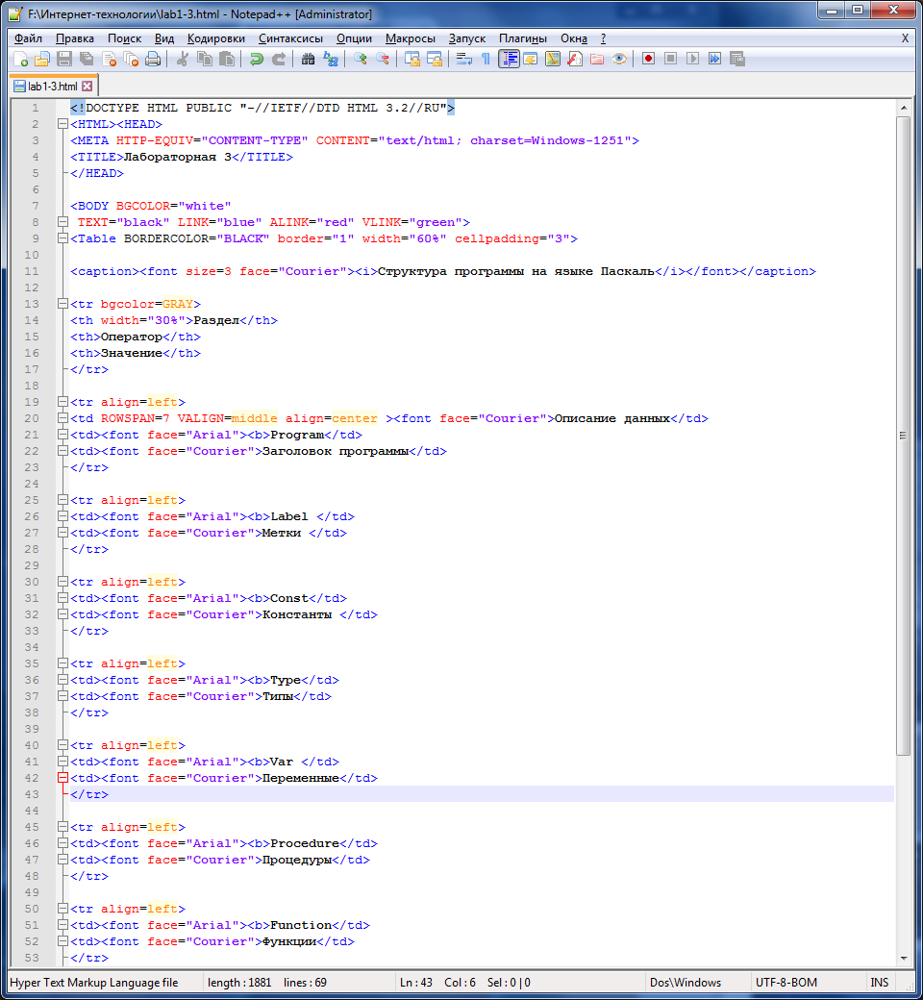 F:\Интернет-технологии\lab1-3.html - Notepad++ [Administrator]
Файл Правка Поиск Вид Кодировки Синтаксисы Опции Макросы Запуск Плагины Окна ? X
lab1-3.html
1 <!DOCTYPE HTML PUBLIC "-//IETF//DTD HTML 3.2//RU">
2 <HTML><HEAD>
3 <META HTTP-EQUIV="CONTENT-TYPE" CONTENT="text/html; charset=Windows-1251">
4 <TITLE>Лабораторная 3</TITLE>
5 </HEAD>
6
7 <BODY BGCOLOR="white"
8 TEXT="black" LINK="blue" ALINK="red" VLINK="green">
9 <Table BORDERCOLOR="BLACK" border="1" width="60%" cellpadding="3">
10
11 <caption><font size=3 face="Courier"><i>Структура программы на языке Паскаль</i></font></caption>
12
13 <tr bgcolor=GRAY>
14 <th width="30%">Раздел</th>
15 <th>Оператор</th>
16 <th>Значение</th>
17 </tr>
18
19 <tr align=left>
20 <td ROWSPAN=7 VALIGN=middle align=center ><font face="Courier">Описание данных</td>
21 <td><font face="Arial"><b>Program</td>
22 <td><font face="Courier">Заголовок программы</td>
23 </tr>
24
25 <tr align=left>
26 <td><font face="Arial"><b>Label </td>
27 <td><font face="Courier">Метки </td>
28 </tr>
29
30 <tr align=left>
31 <td><font face="Arial"><b>Const</td>
32 <td><font face="Courier">Константы </td>
33 </tr>
34
35 <tr align=left>
36 <td><font face="Arial"><b>Type</td>
37 <td><font face="Courier">Типы</td>
38 </tr>
39
40 <tr align=left>
41 <td><font face="Arial"><b>Var </td>
42 <td><font face="Courier">Переменные</td>
43 </tr>
44
45 <tr align=left>
46 <td><font face="Arial"><b>Procedure</td>
47 <td><font face="Courier">Процедуры</td>
48 </tr>
49
50 <tr align=left>
51 <td><font face="Arial"><b>Function</td>
52 <td><font face="Courier">Функции</td>
53 </tr>
Hyper Text Markup Language file length : 1881 lines : 69 Ln : 43 Col : 6 Sel : 0 | 0 Dos\Windows UTF-8-BOM INS